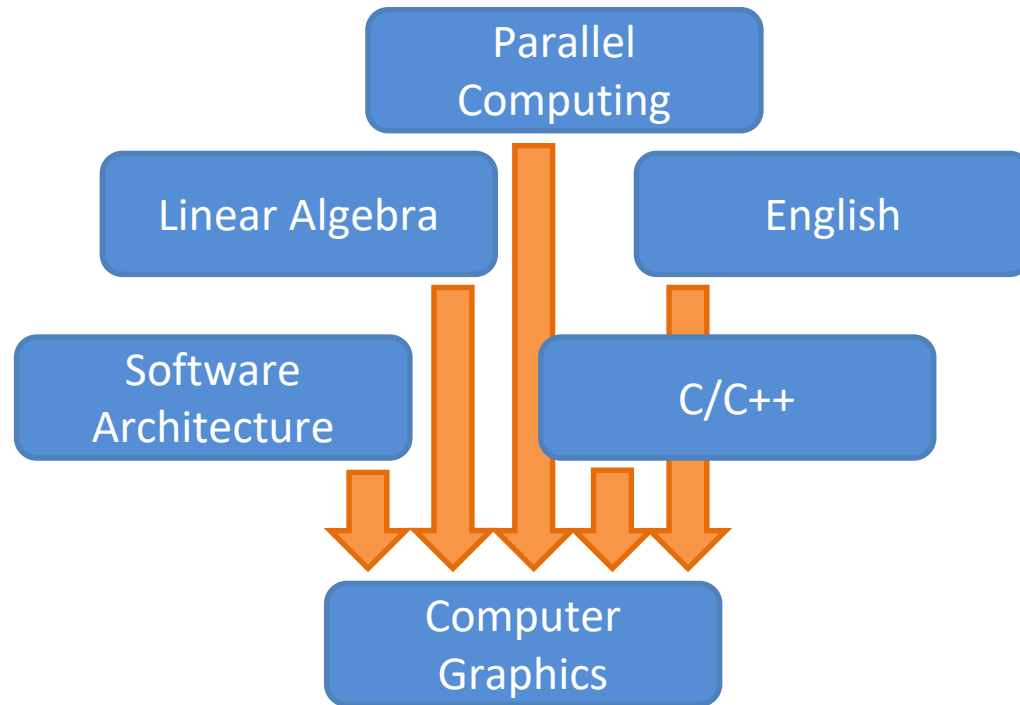 Parallel
Computing
Linear Algebra
English
Software
Architecture
C/C++
Computer
Graphics